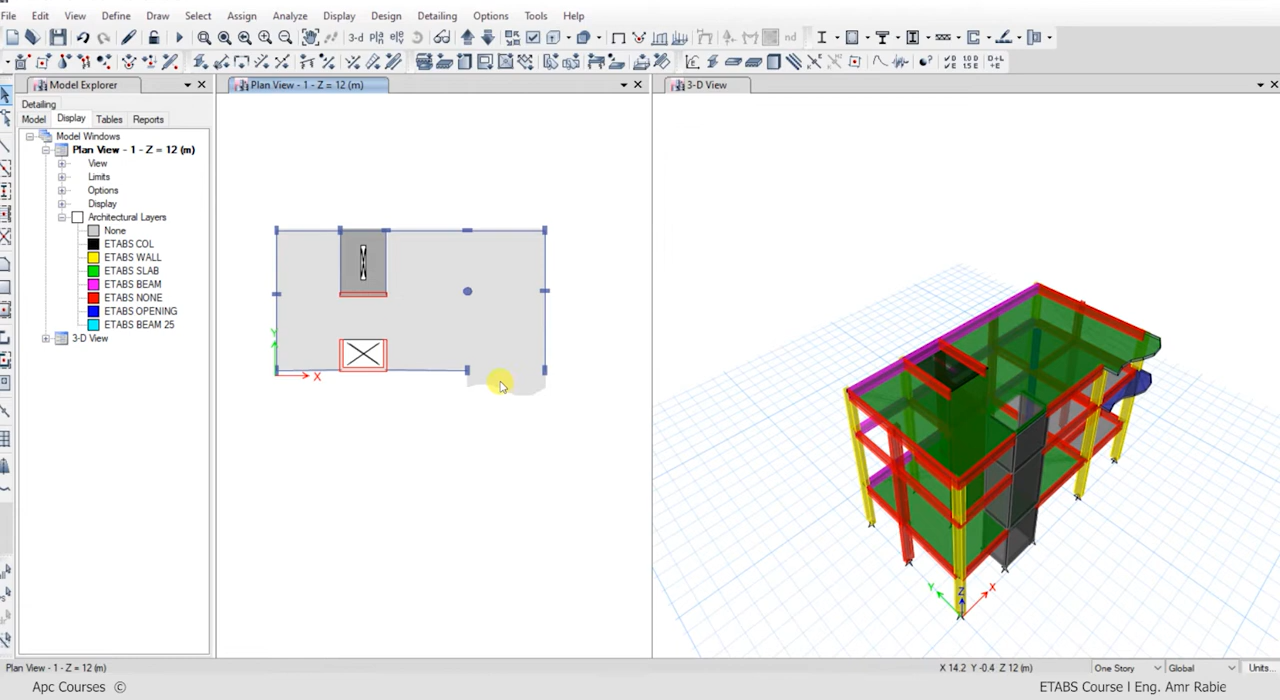 File Edit View Define Draw Select Assign Analyze Display Design Detailing Options Tools Help
3-d pln elv nd
Model Explorer
Plan View - 1 - Z = 12 (m)
3-D View
Detailing
Model Display Tables Reports
Model Windows
Plan View - 1 - Z = 12 (m)
View
Limits
Options
Display
Architectural Layers
None
ETABS COL
ETABS WALL
ETABS SLAB
ETABS BEAM
ETABS NONE
ETABS OPENING
ETABS BEAM 25
3-D View
Y
X
Y
X
Z
Plan View - 1 - Z = 12 (m)
X 14.2 Y -0.4 Z 12 (m)
One Story
Global
Units...
Apc Courses ©
ETABS Course I Eng. Amr Rabie